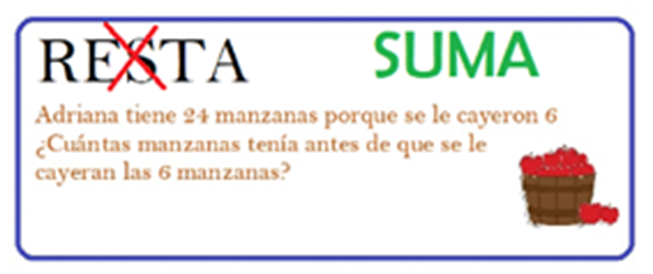 RESTA SUMA
Adriana tiene 24 manzanas porque se le cayeron 6
¿Cuántas manzanas tenía antes de que se le
cayeran las 6 manzanas?